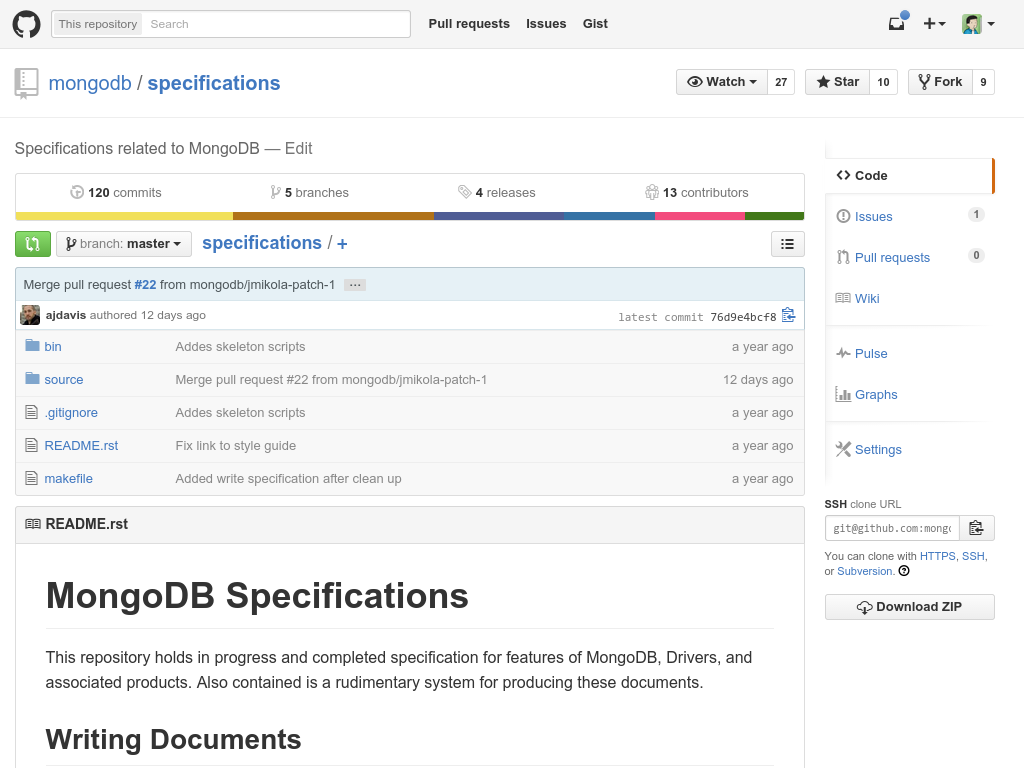 This repository Search Pull requests Issues Gist
mongodb / specifications Watch 27 Star 10 Fork 9
Specifications related to MongoDB — Edit
120 commits 5 branches 4 releases 13 contributors
branch: master specifications / +
Merge pull request #22 from mongodb/jmikola-patch-1 ...
ajdavis authored 12 days ago latest commit 76d9e4bcf8
bin Addes skeleton scripts a year ago
source Merge pull request #22 from mongodb/jmikola-patch-1 12 days ago
.gitignore Addes skeleton scripts a year ago
README.rst Fix link to style guide a year ago
makefile Added write specification after clean up a year ago
README.rst
MongoDB Specifications
This repository holds in progress and completed specification for features of MongoDB, Drivers, and
associated products. Also contained is a rudimentary system for producing these documents.
Writing Documents
Code
Issues 1
Pull requests 0
Wiki
Pulse
Graphs
Settings
SSH clone URL
git@github.com:mongo
You can clone with HTTPS, SSH,
or Subversion. ?
Download ZIP